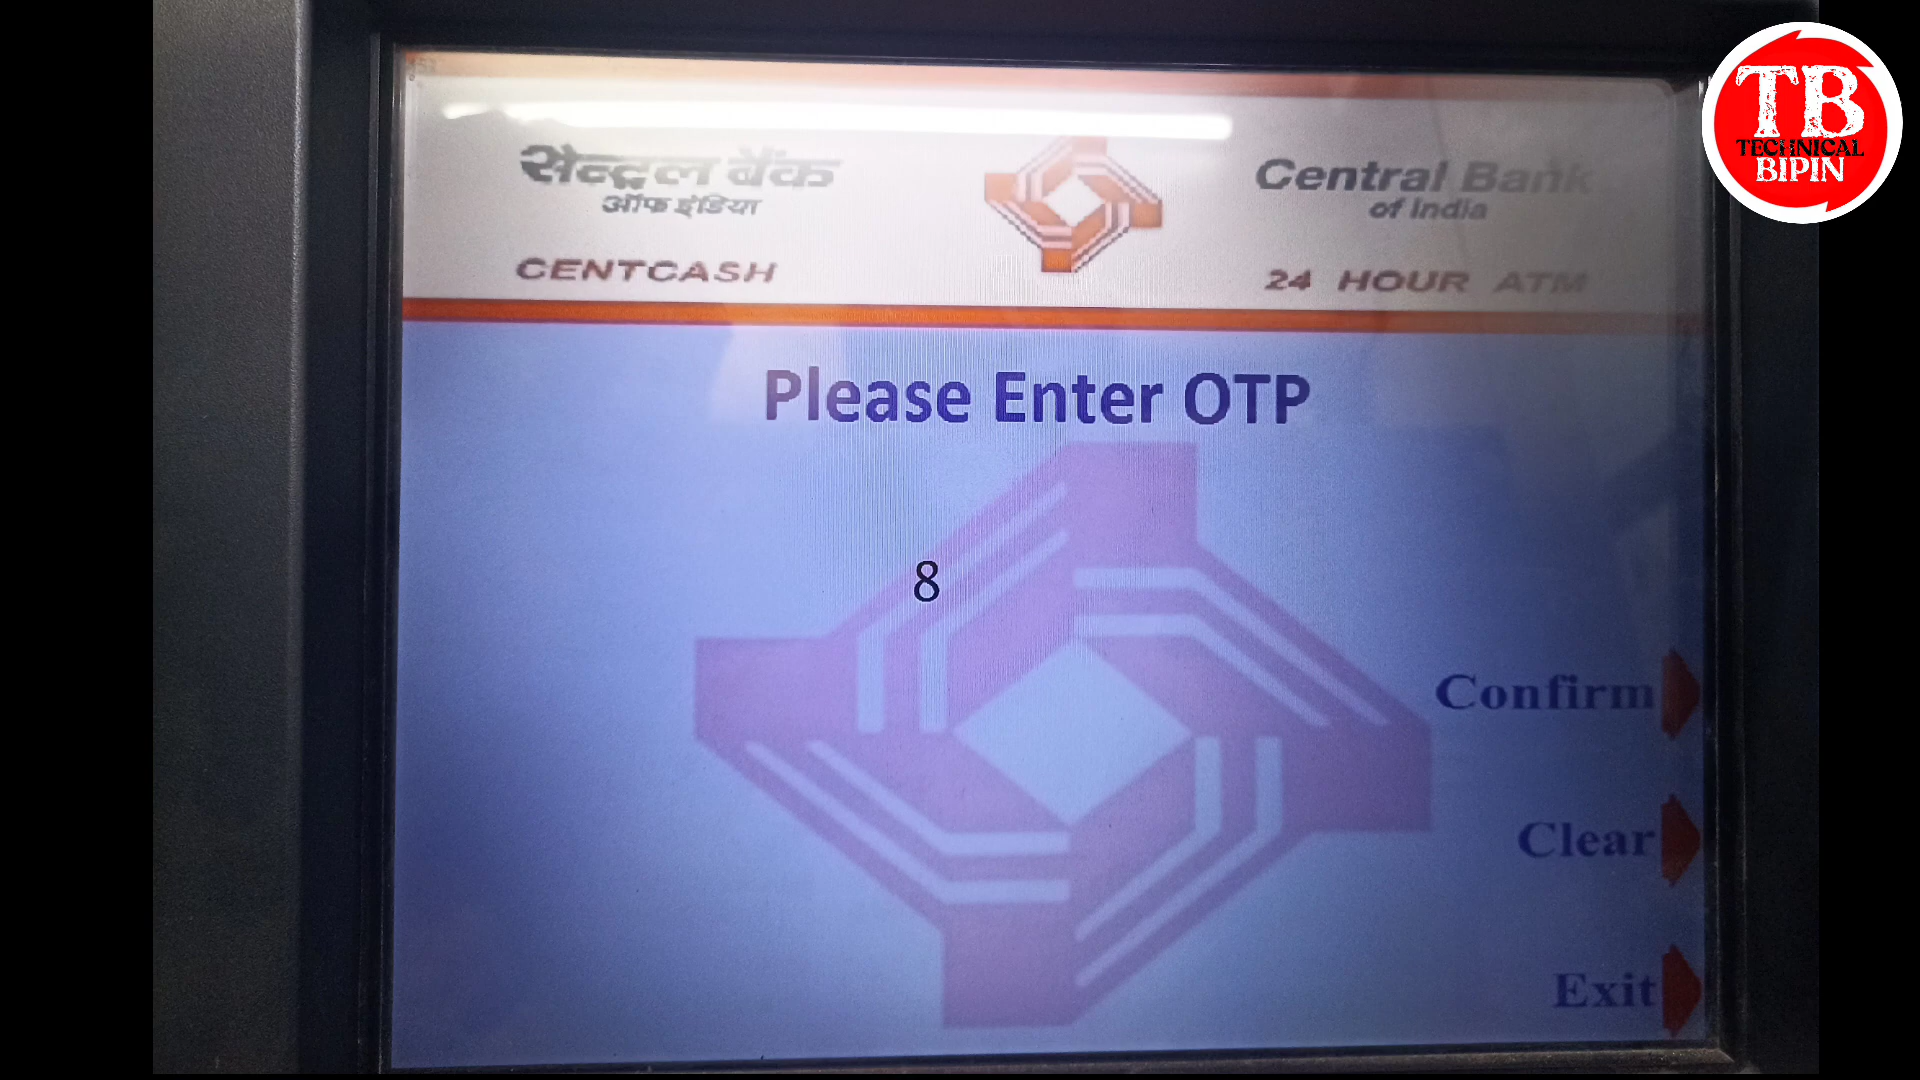 सेन्ट्रल बैंक
ऑफ इंडिया
CENTCASH
Central Bank
of India
24 HOUR ATM
TB
TECHNICAL
BIPIN
Please Enter OTP
8
Confirm
Clear
Exit